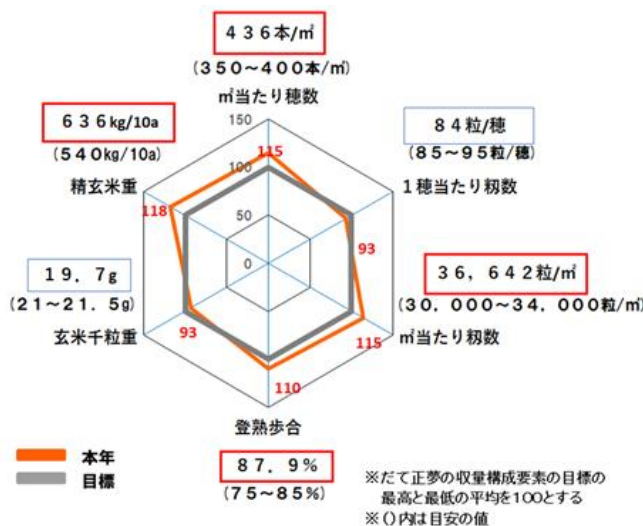 436本/㎡
(350~400本/㎡)
㎡当たり穂数
636kg/10a
(540kg/10a)
精玄米重
84粒/穂
(85~95粒/穂)
1穂当たり籾数
150
100
50
0
115
118
93
19.7g
(21~21.5g)
玄米千粒重
36,642粒/㎡
(30.000~34.000粒/㎡)
㎡当たり籾数
93
115
110
登熟歩合
87.9%
(75~85%)
本年
目標
※だて正夢の収量構成要素の目標の
最高と最低の平均を100とする
※()内は目安の値